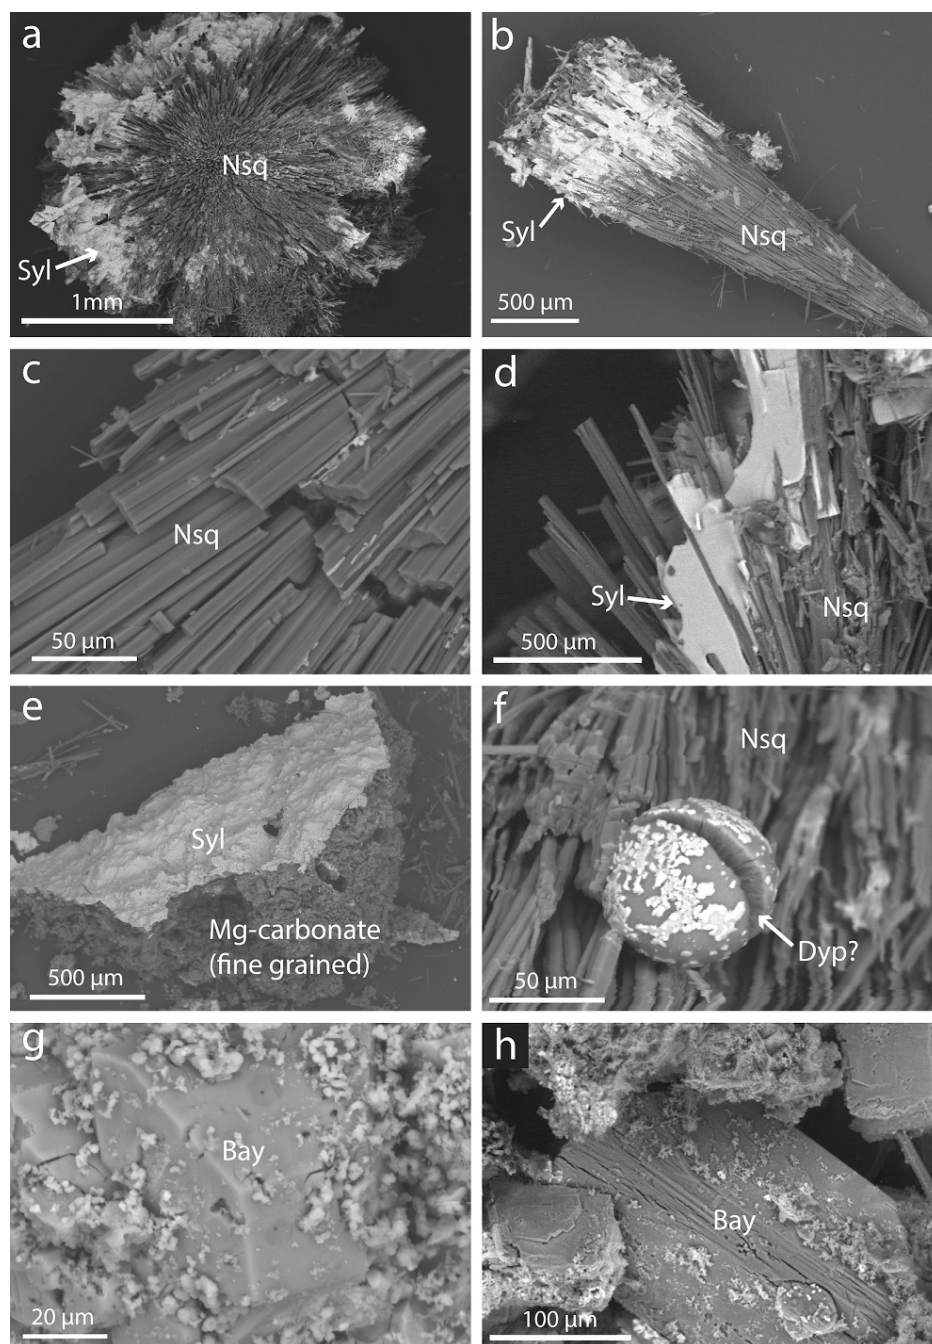 a
Nsq
Syl
1mm
b
Syl
Nsq
500 μm
c
Nsq
50 μm
d
Syl
Nsq
500 μm
e
Syl
Mg-carbonate
(fine grained)
500 μm
f
Nsq
Dyp?
50 μm
g
Bay
20 μm
h
Bay
100 μm